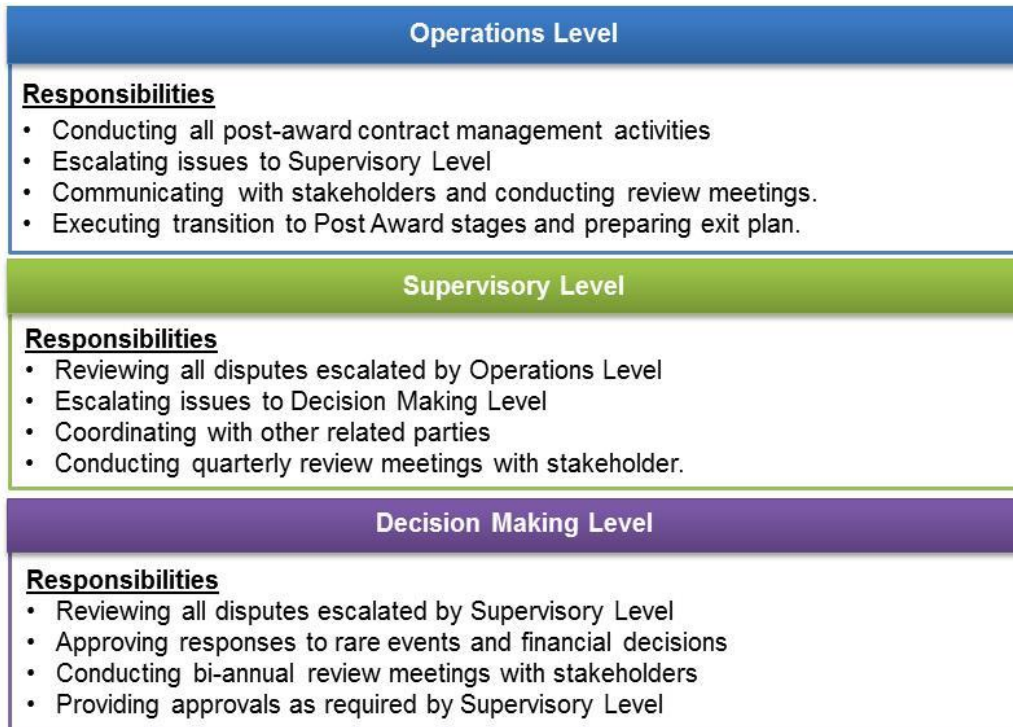 Operations Level
Responsibilities
• Conducting all post-award contract management activities
• Escalating issues to Supervisory Level
• Communicating with stakeholders and conducting review meetings.
• Executing transition to Post Award stages and preparing exit plan.
Supervisory Level
Responsibilities
• Reviewing all disputes escalated by Operations Level
• Escalating issues to Decision Making Level
• Coordinating with other related parties
• Conducting quarterly review meetings with stakeholder.
Decision Making Level
Responsibilities
• Reviewing all disputes escalated by Supervisory Level
• Approving responses to rare events and financial decisions
• Conducting bi-annual review meetings with stakeholders
• Providing approvals as required by Supervisory Level